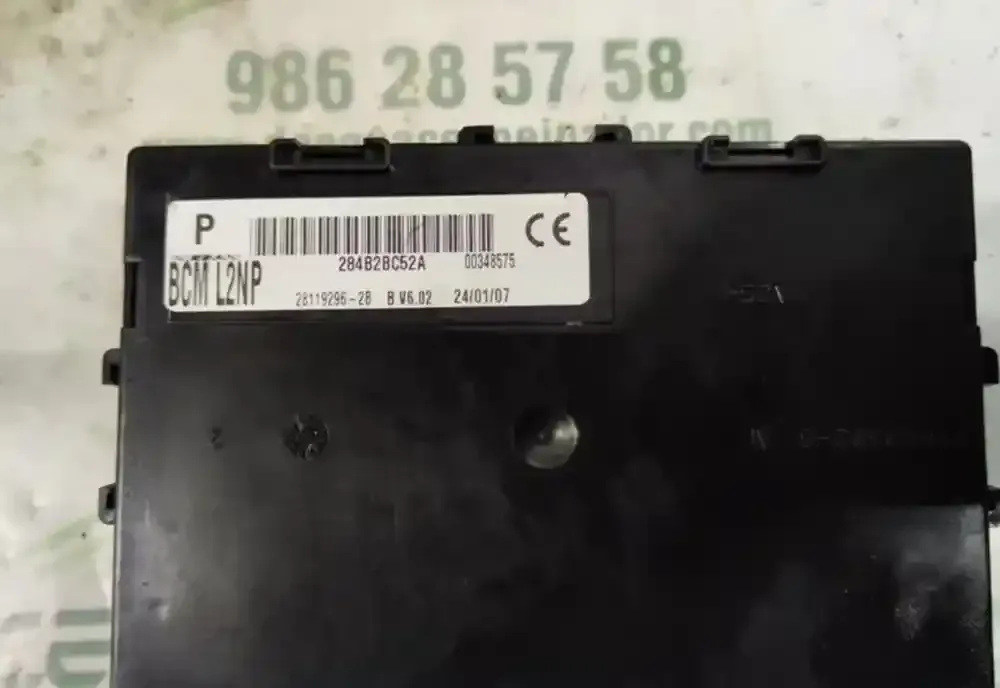 986 28 57 58
P
CE
284B2BC52A 00348575
BCM L2NP
28119296-28 B V6.02 24/01/07